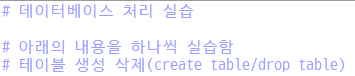 # 데이터베이스 처리 실습
# 아래의 내용을 하나씩 실습함
# 테이블 생성 삭제(create table/drop table)